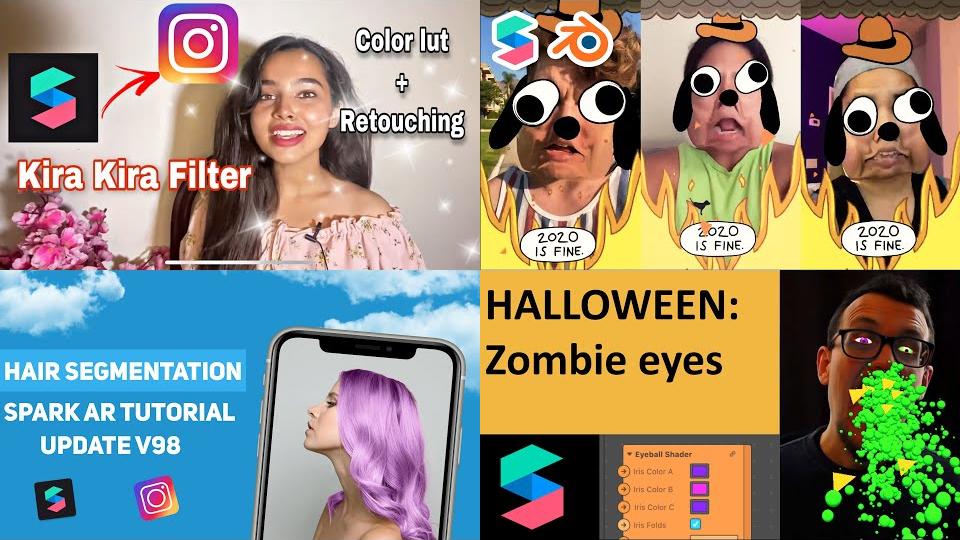 Color lut
+
Retouching
Kira Kira Filter
2020
IS FINE.
2020
IS FINE.
2020
IS FINE.
HAIR SEGMENTATION
SPARK AR TUTORIAL
UPDATE V98
HALLOWEEN:
Zombie eyes
Eyeball Shader
Iris Color A
Iris Color B
Iris Color C
Iris Folds